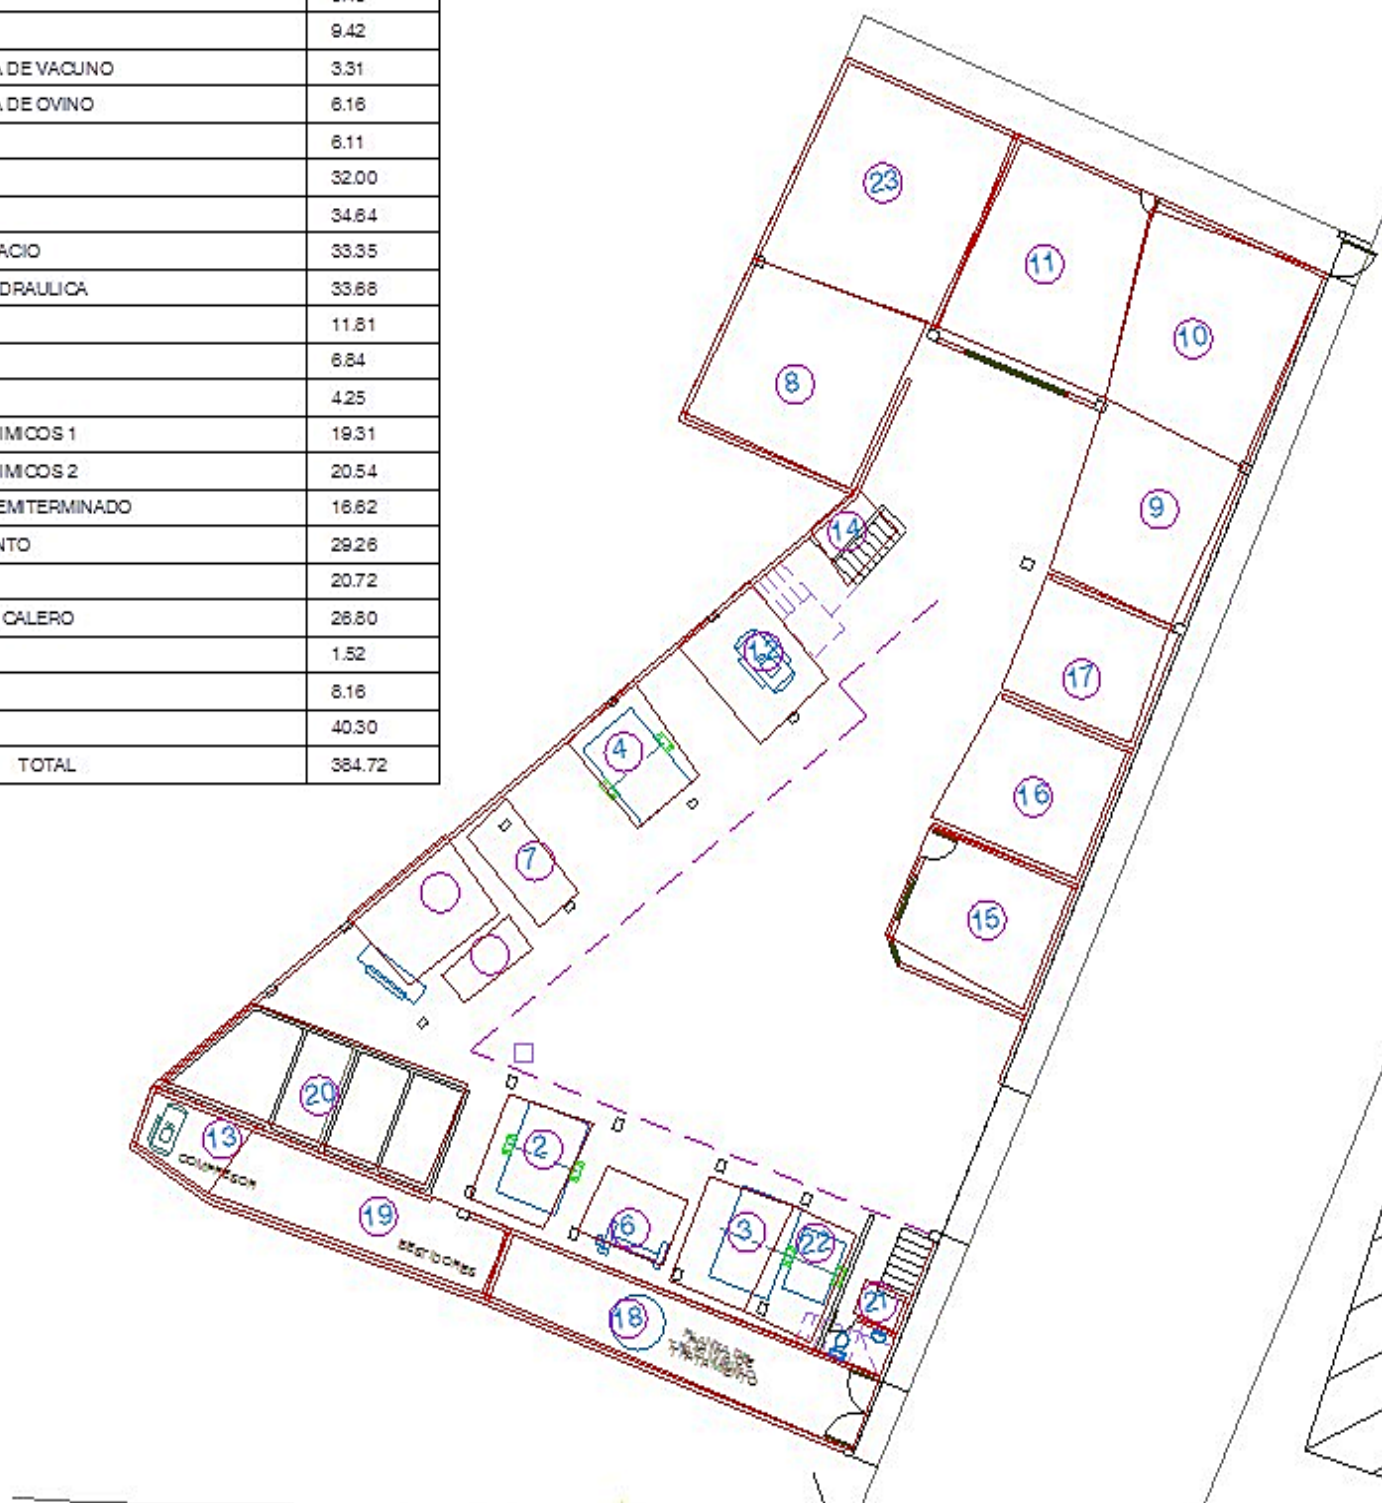 9.42
A DE VACUNO 3.31
A DE OVINO 6.16
6.11
32.00
34.64
ACIO 33.35
DRAULICA 33.68
11.81
6.84
4.25
IMICOS 1 19.31
IMICOS 2 20.54
EMITERMINADO 16.62
NTO 29.26
20.72
CALERO 26.80
1.52
8.16
40.30
TOTAL 384.72
23
11
10
8
9
14
12
17
4
16
7
15
20
13
COMPRESOR
2
19
6
3
22
21
18